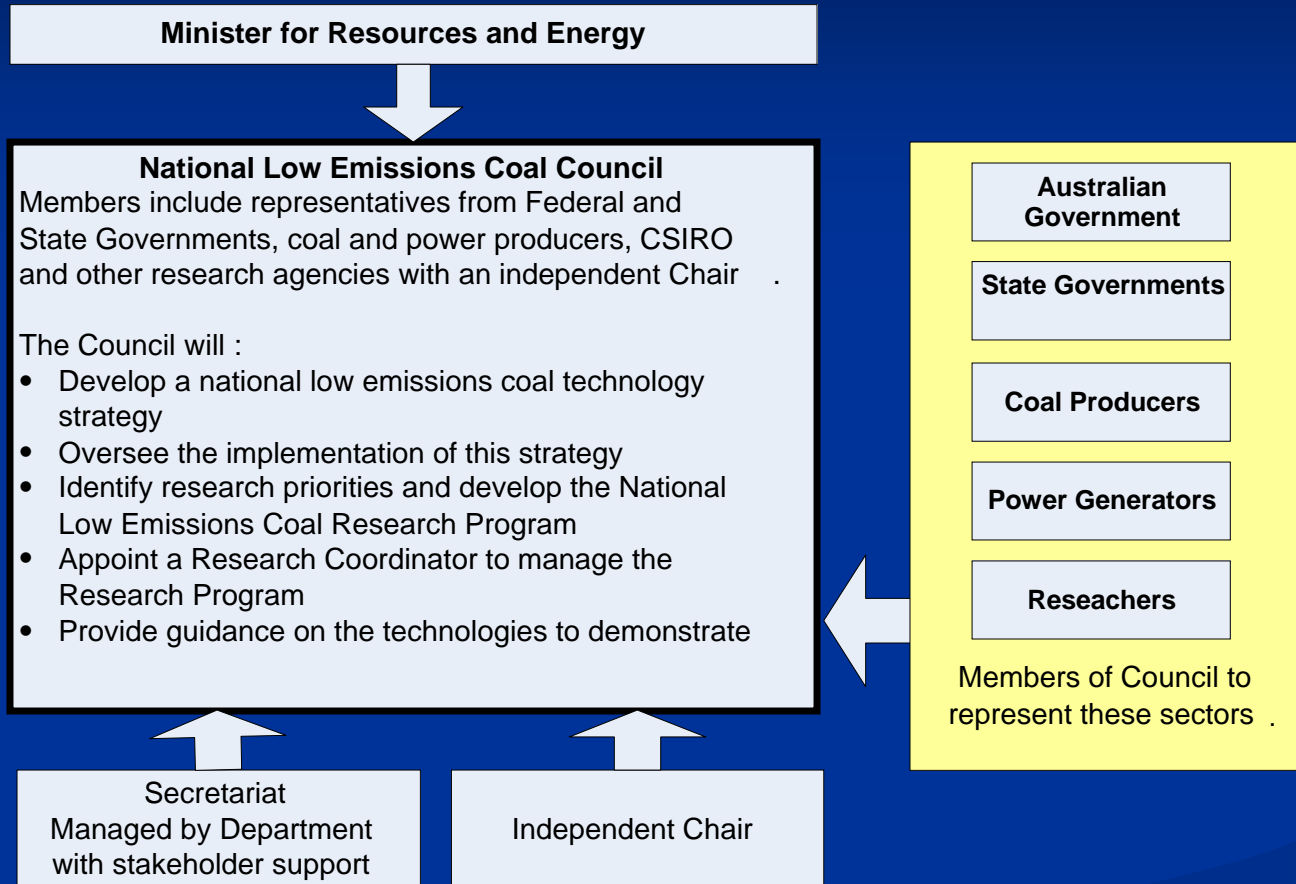 Minister for Resources and Energy
National Low Emissions Coal Council
Members include representatives from Federal and
State Governments, coal and power producers, CSIRO
and other research agencies with an independent Chair .
The Council will :
• Develop a national low emissions coal technology
strategy
• Oversee the implementation of this strategy
• Identify research priorities and develop the National
Low Emissions Coal Research Program
• Appoint a Research Coordinator to manage the
Research Program
• Provide guidance on the technologies to demonstrate
Australian
Government
State Governments
Coal Producers
Power Generators
Reseachers
Members of Council to
represent these sectors .
Secretariat
Managed by Department
with stakeholder support
Independent Chair